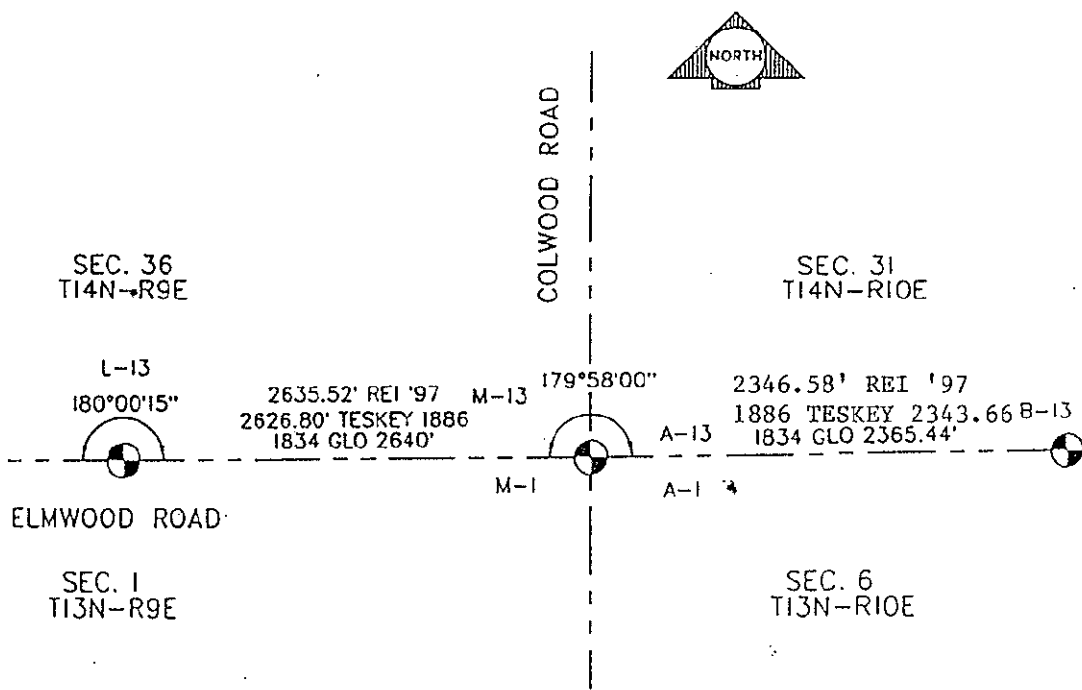 NORTH
COLWOOD ROAD
SEC. 36
T14N-R9E
SEC. 31
T14N-R10E
L-13
180°00'15"
2635.52' REI '97
2626.80' TESKEY 1886
1834 GLO 2640'
M-13
179°58'00"
2346.58' REI '97
1886 TESKEY 2343.66
1834 GLO 2365.44'
B-13
A-13
M-1
A-1
ELMWOOD ROAD
SEC. 1
T13N-R9E
SEC. 6
T13N-R10E